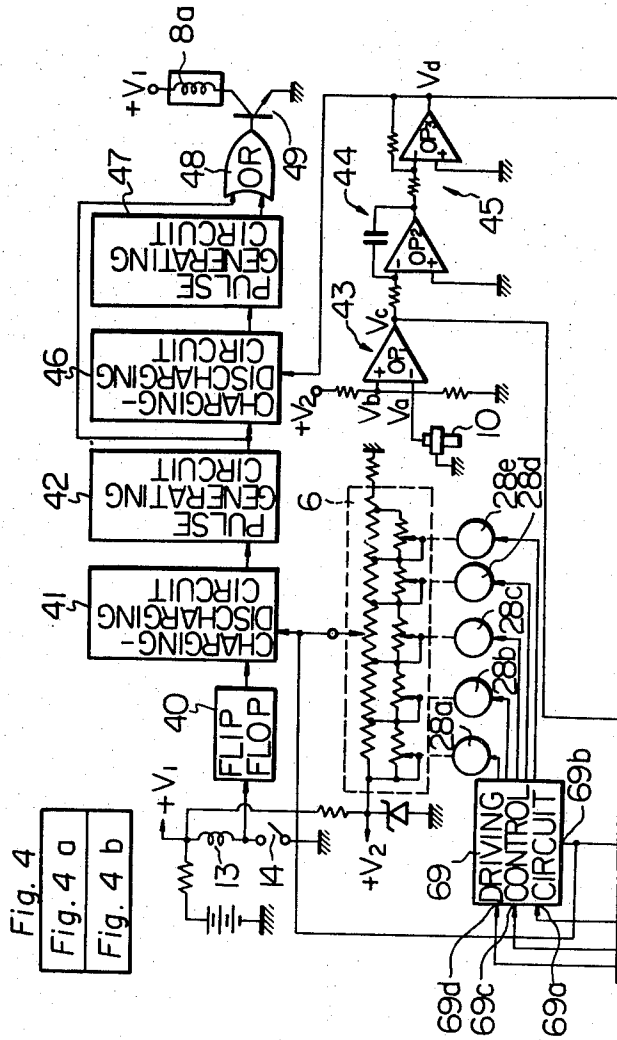 Fig. 4
Fig. 4 a
Fig. 4 b
+V1
13
14
+V2
40
FLIP
FLOP
41
CHARGING-
DISCHARGING
CIRCUIT
42
PULSE
GENERATING
CIRCUIT
46
CHARGING-
DISCHARGING
CIRCUIT
47
PULSE
GENERATING
CIRCUIT
48
OR
49
+V1
8a
6
28a
28b
28c
28d
28e
69
DRIVING
CONTROL
CIRCUIT
69d
69c
69a
69b
+V2
Vb
Va
10
43
+
OP1
-
Vc
44
-
OP2
+
45
-
OP3
+
Vd